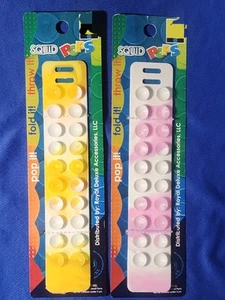 SQUID
POPS
throw it!
fold it!
pop it!
Distributed by: Royal Deluxe Accessories, LLC
SQUID
POPS
throw it!
fold it!
pop it!
Distributed by: Royal Deluxe Accessories, LLC